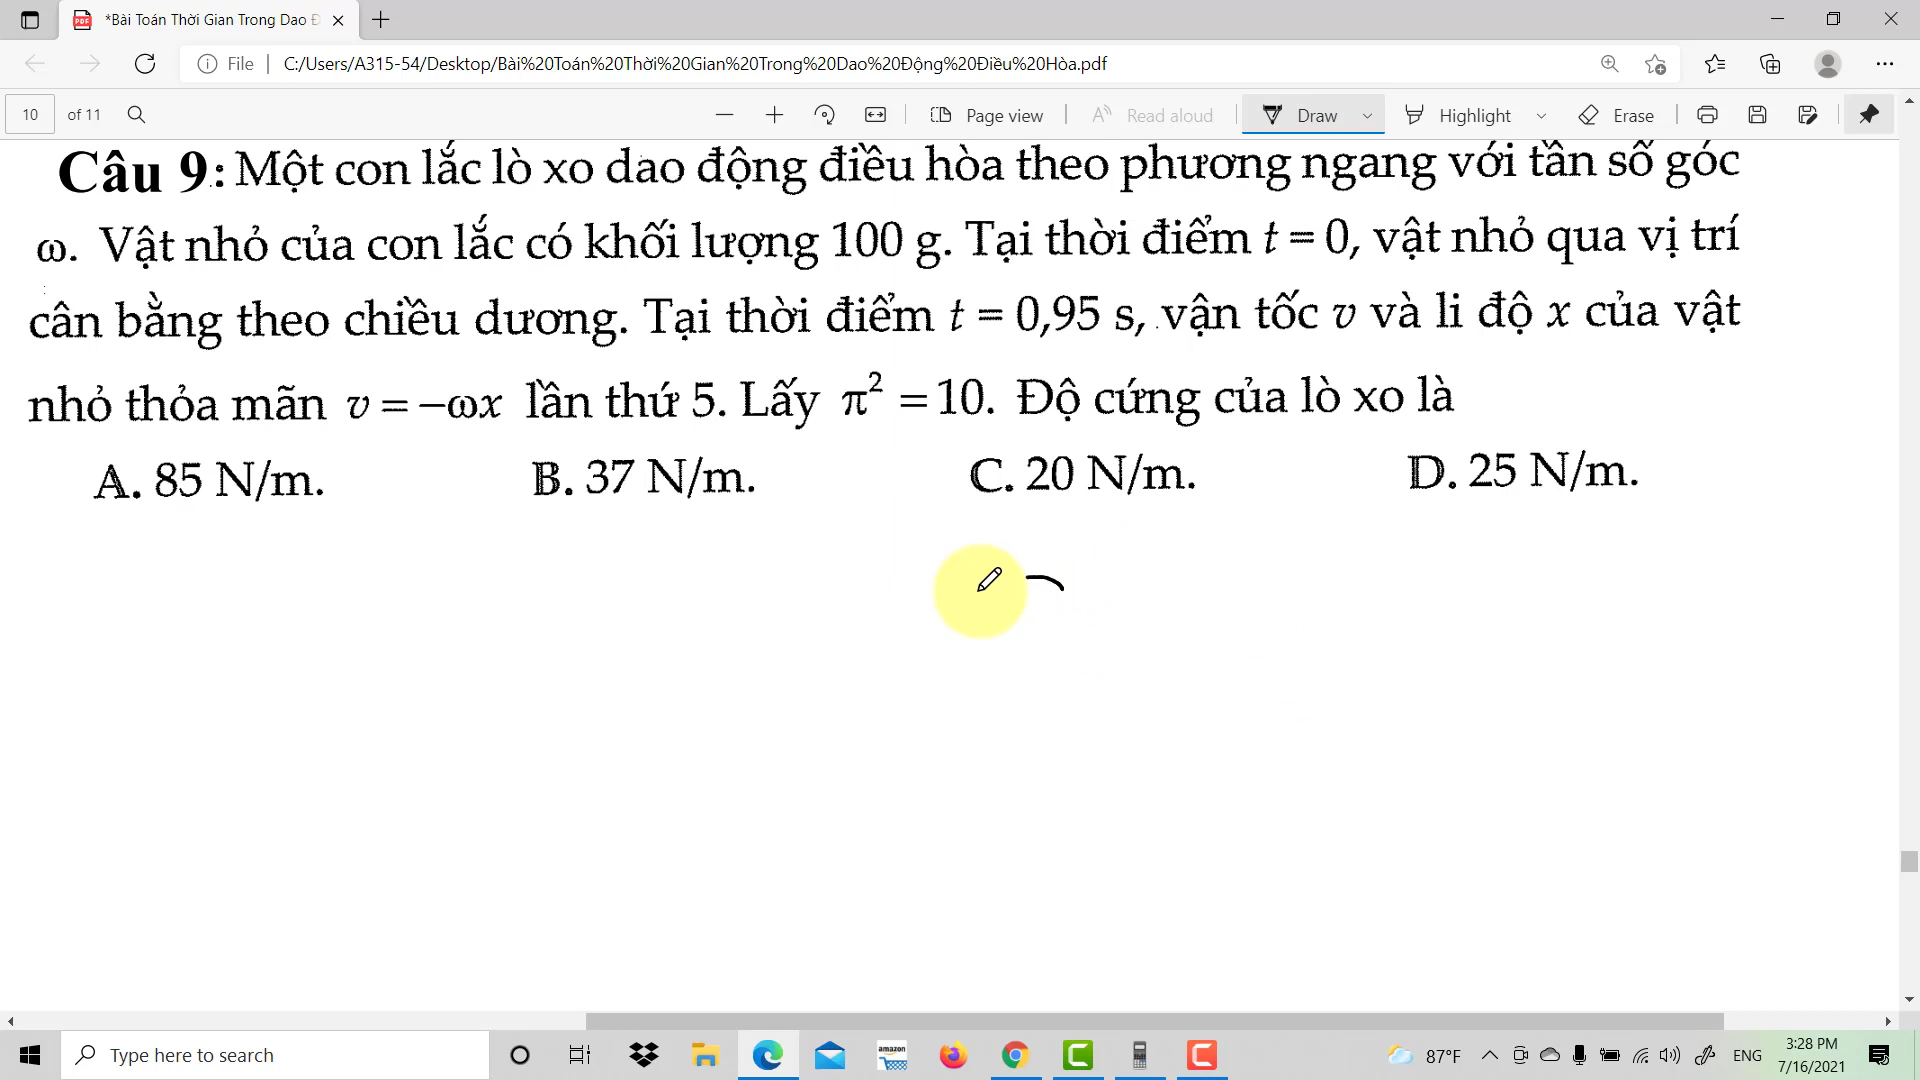 *Bài Toán Thời Gian Trong Dao Đ
File
C:/Users/A315-54/Desktop/Bài%20Toán%20Thời%20Gian%20Trong%20Dao%20Động%20Điều%20Hòa.pdf
10 of 11
Page view
Read aloud
Draw
Highlight
Erase
Câu 9: Một con lắc lò xo dao động điều hòa theo phương ngang với tần số góc
ω. Vật nhỏ của con lắc có khối lượng 100 g. Tại thời điểm t = 0, vật nhỏ qua vị trí
cân bằng theo chiều dương. Tại thời điểm t = 0,95 s, vận tốc v và li độ x của vật
nhỏ thỏa mãn v = −ωx lần thứ 5. Lấy π² = 10. Độ cứng của lò xo là
A. 85 N/m. B. 37 N/m. C. 20 N/m. D. 25 N/m.
Type here to search
amazon
87°F
ENG
3:28 PM
7/16/2021